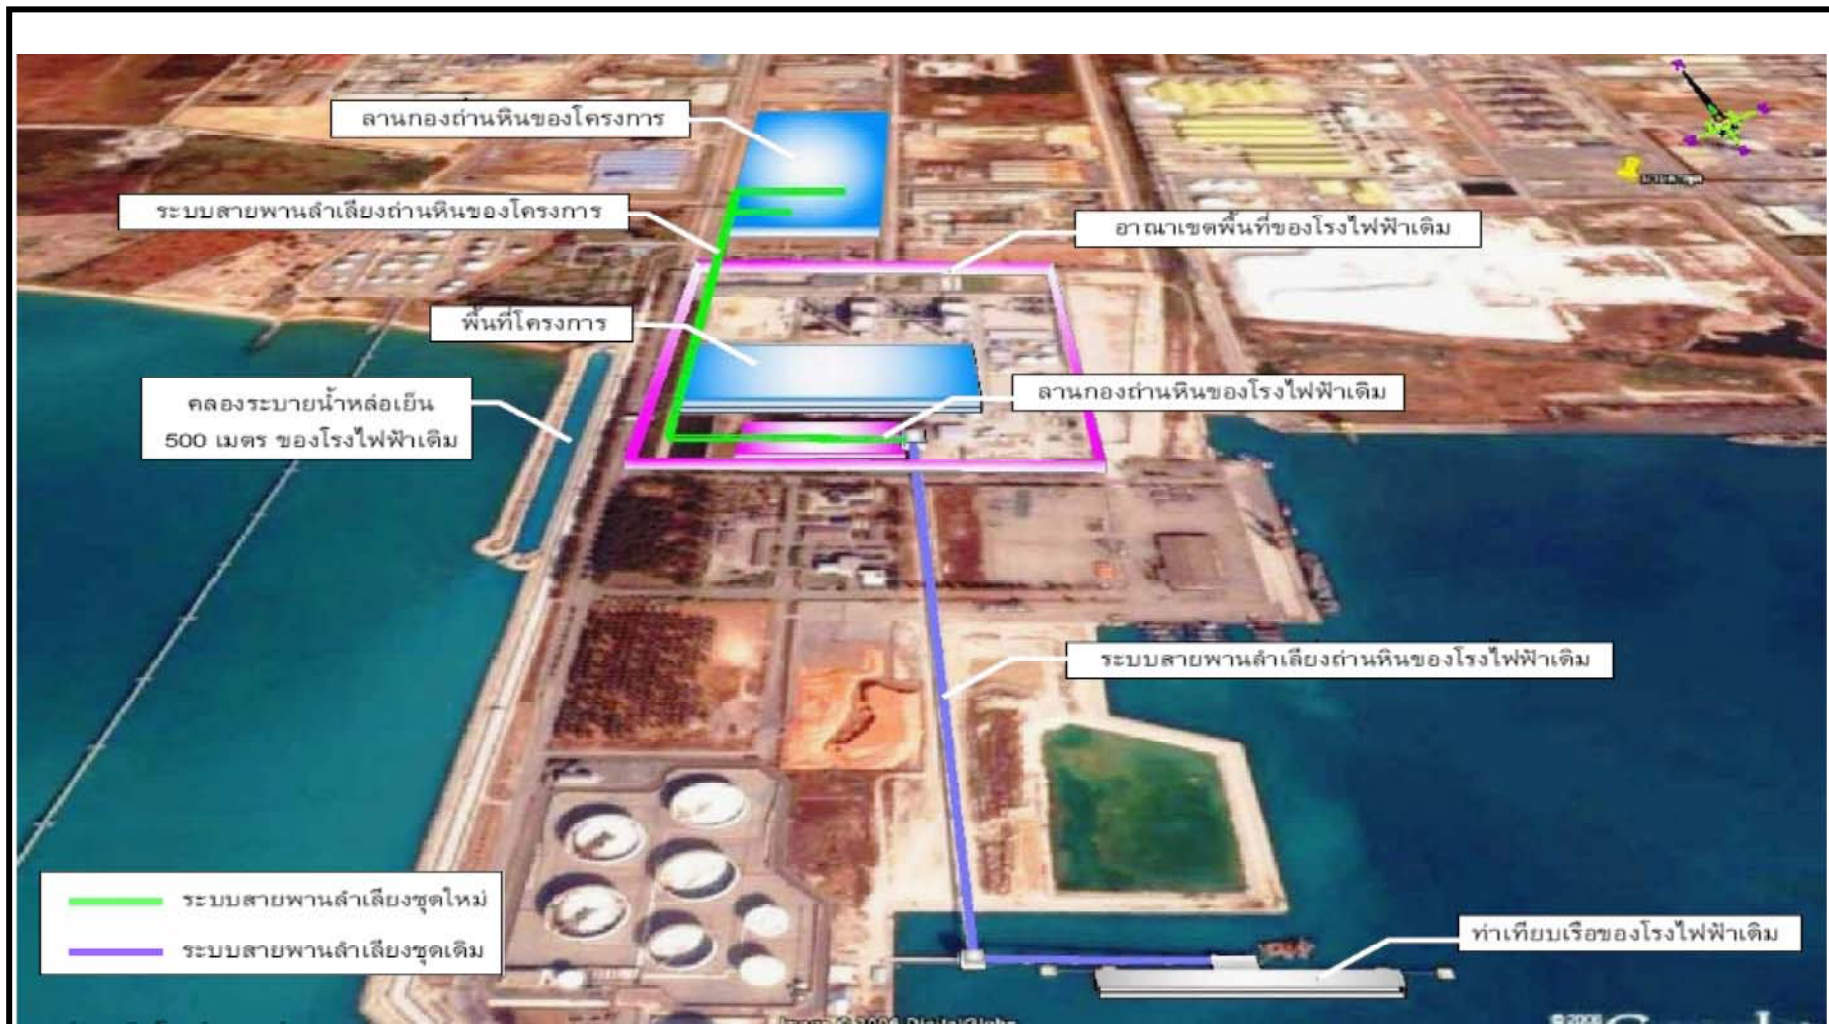 ลานกองถ่านหินของโครงการ
ระบบสายพานลำเลียงถ่านหินของโครงการ
อาณาเขตพื้นที่ของโรงไฟฟ้าเดิม
พื้นที่โครงการ
ลานกองถ่านหินของโรงไฟฟ้าเดิม
คลองระบายน้ำหล่อเย็น
500 เมตร ของโรงไฟฟ้าเดิม
ระบบสายพานลำเลียงถ่านหินของโรงไฟฟ้าเดิม
ระบบสายพานลำเลียงชุดใหม่
ระบบสายพานลำเลียงชุดเดิม
ท่าเทียบเรือของโรงไฟฟ้าเดิม
Image © 2006 DigitalGlobe